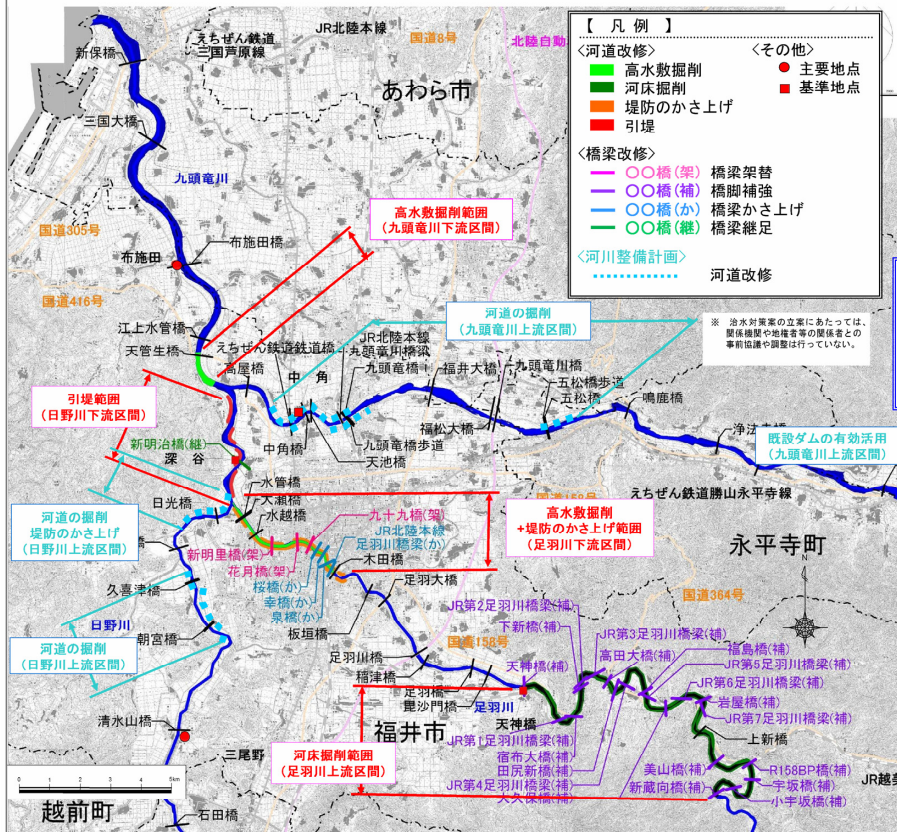 【 凡 例 】
<河道改修>
高水敷掘削
河床掘削
堤防のかさ上げ
引堤
<その他>
主要地点
基準地点
<橋梁改修>
〇〇橋(架) 橋梁架替
〇〇橋(補) 橋脚補強
〇〇橋(か) 橋梁かさ上げ
〇〇橋(継) 橋梁継足
<河川整備計画>
河道改修
※ 治水対策案の立案にあたっては、
関係機関や地権者等の関係者との
事前協議や調整は行っていない。
新保橋
えちぜん鉄道
三国芦原線
JR北陸本線
国道8号
北陸自動
あわら市
三国大橋
九頭竜川
国道305号
布施田
布施田橋
国道416号
高水敷掘削範囲
(九頭竜川下流区間)
江上水管橋
天管生橋
河道の掘削
(九頭竜川上流区間)
えちぜん鉄道鉄道橋
JR北陸本線
九頭竜川橋梁
高屋橋
中 角
九頭竜橋
福井大橋
九頭竜川橋
五松橋歩道
五松橋
鳴鹿橋
引堤範囲
(日野川下流区間)
中角橋
天池橋
九頭竜橋歩道
福松大橋
既設ダムの有効活用
(九頭竜川上流区間)
新明治橋(継)
深 谷
水管橋
大瀬橋
水越橋
日光橋
えちぜん鉄道勝山永平寺線
国道158号
河道の掘削
堤防のかさ上げ
(日野川上流区間)
高水敷掘削
+堤防のかさ上げ範囲
(足羽川下流区間)
九十九橋(架)
JR北陸本線
足羽川橋梁(か)
新明里橋(架)
花月橋(架)
木田橋
桜橋(か)
幸橋(か)
泉橋(か)
足羽大橋
板垣橋
永平寺町
国道364号
久喜津橋
日野川
朝宮橋
河道の掘削
(日野川上流区間)
国道158号
足羽川橋
稲津橋
足羽橋
毘沙門橋
足羽川
天神橋(補)
天神橋
JR第2足羽川橋梁(補)
下新橋(補)
JR第3足羽川橋梁(補)
高田大橋(補)
福島橋(補)
JR第5足羽川橋梁(補)
JR第6足羽川橋梁(補)
岩屋橋(補)
JR第7足羽川橋梁(補)
上新橋
清水山橋
福井市
三尾野
河床掘削範囲
(足羽川上流区間)
JR第1足羽川橋梁(補)
宿布大橋(補)
田尻新橋(補)
JR第4足羽川橋梁(補)
大久保橋(補)
美山橋(補)
新蔵向橋(補)
R158BP橋(補)
宇坂橋(補)
小宇坂橋(補)
JR越美
0 5km
越前町
石田橋
N